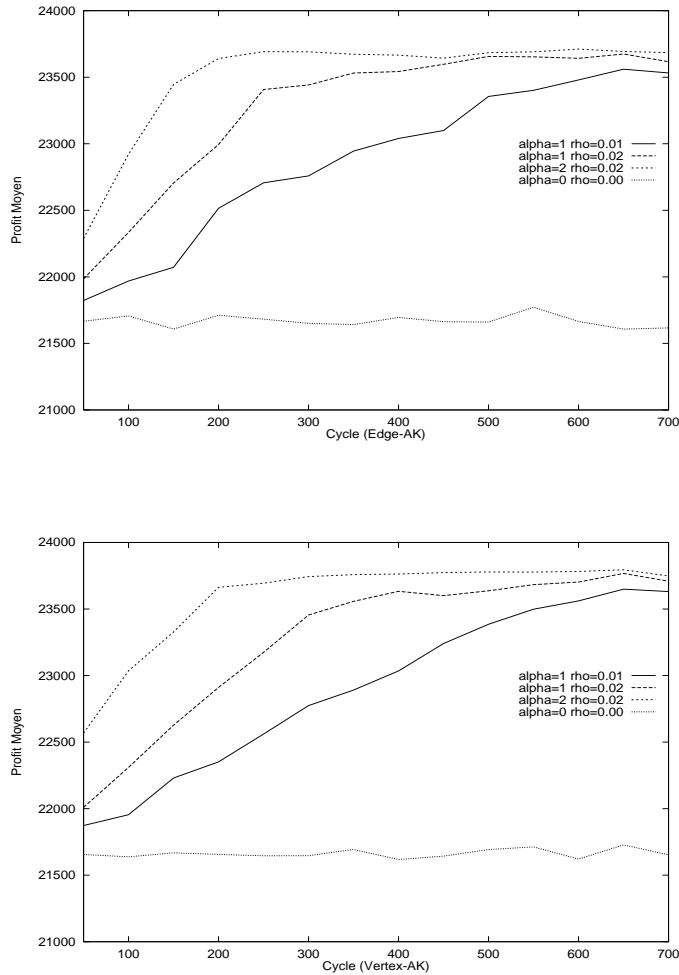 24000
23500
23000
22500
22000
21500
21000
Profit Moyen
alpha=1 rho=0.01
alpha=1 rho=0.02
alpha=2 rho=0.02
alpha=0 rho=0.00
100 200 300 400 500 600 700
Cycle (Edge-AK)
24000
23500
23000
22500
22000
21500
21000
Profit Moyen
alpha=1 rho=0.01
alpha=1 rho=0.02
alpha=2 rho=0.02
alpha=0 rho=0.00
100 200 300 400 500 600 700
Cycle (Vertex-AK)